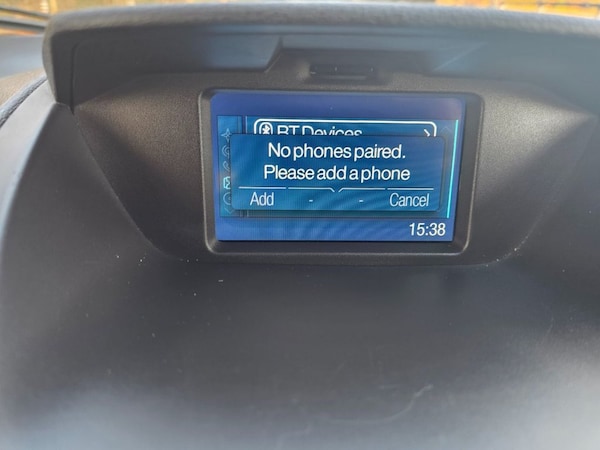 BT Devices
No phones paired.
Please add a phone
Add - - Cancel
15:38